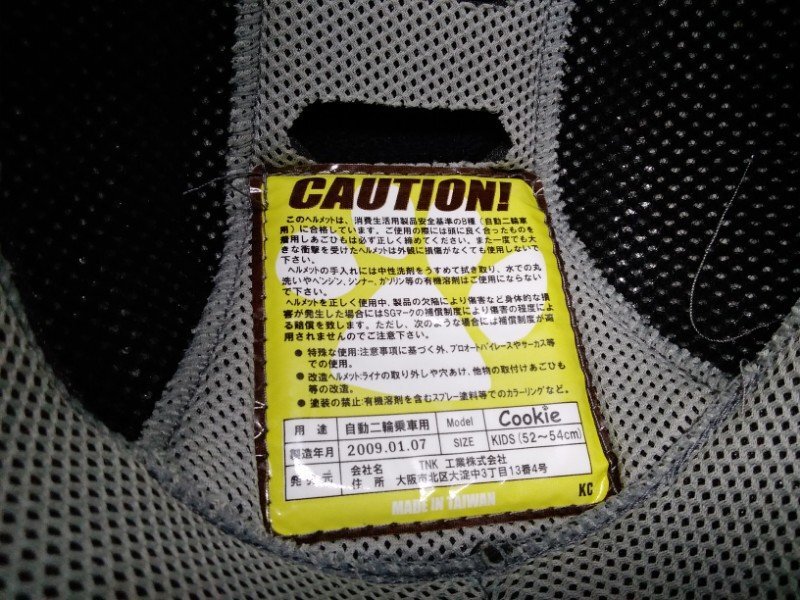 CAUTION!
このヘルメットは、消費生活用製品安全基準のB種(自動二輪車
用)に合格しています。ご使用の際には頭に良く合ったものを
着用しあごひもは必ず正しく締めてください。また一度でも大
きな衝撃を受けたヘルメットは外観に損傷がなくても使用しないで
下さい。
ヘルメットの手入れには中性洗剤をうすめて拭き取り、水での丸
洗いやベンジン、シンナー、ガソリン等の有機溶剤はご使用にならない
で下さい。
ヘルメットを正しく使用中、製品の欠陥により傷害など身体的な損
害が発生した場合にはSGマークの補償制度により傷害の程度によ
る賠償を致します。ただし、次のような場合には補償制度が適
用されませんのでご注意下さい。
● 特殊な使用:注意事項に基づく外、プロオートバイレースやサーカス等
での使用。
● 改造ヘルメット:ライナの取り外しや穴あけ、他物の取付けあごひも
等の改造。
● 塗装の禁止:有機溶剤を含むスプレー塗料等でのカラーリングなど。
用 途 自動二輪乗車用 Model Cookie
製造年月 2009.01.07 SIZE KIDS (52~54cm)
発売元 会社名 TNK 工業株式会社
住 所 大阪市北区大淀中3丁目13番4号
MADE IN TAIWAN KC